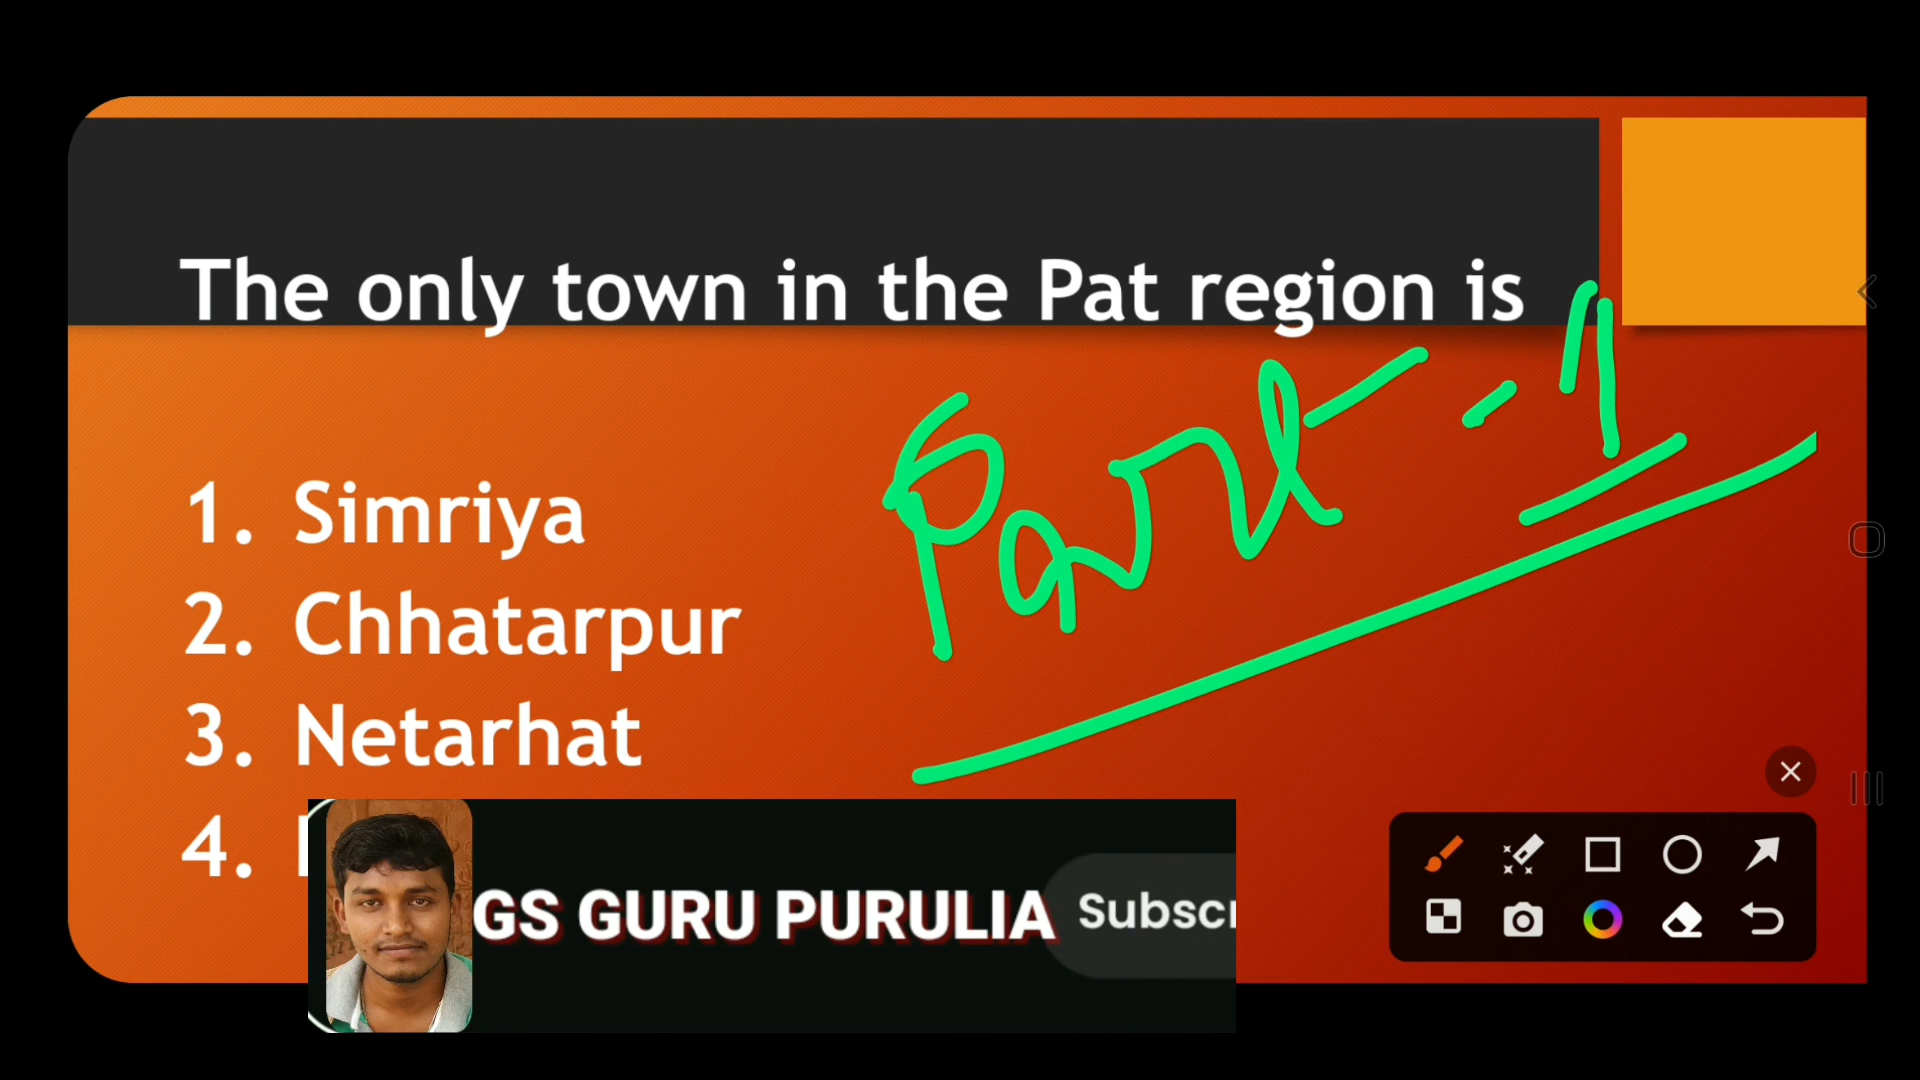 The only town in the Pat region is
Part - 1
1. Simriya
2. Chhatarpur
3. Netarhat
4.
GS GURU PURULIA
Subscr